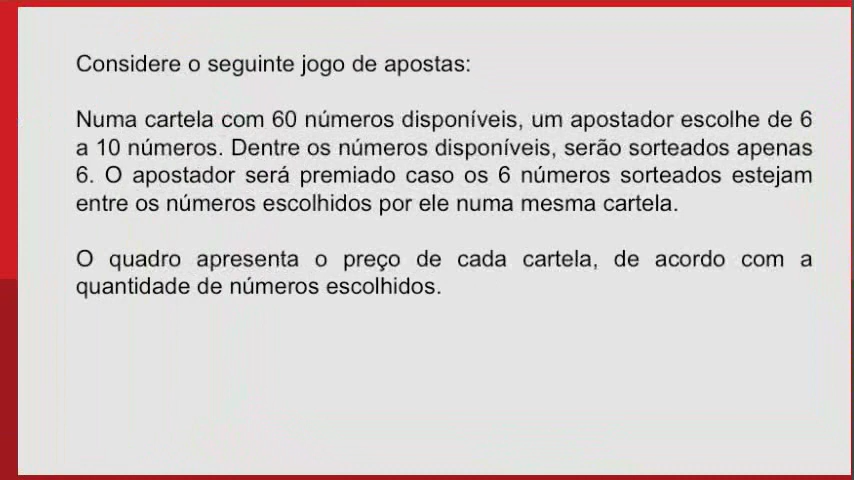 Considere o seguinte jogo de apostas:
Numa cartela com 60 números disponíveis, um apostador escolhe de 6
a 10 números. Dentre os números disponíveis, serão sorteados apenas
6. O apostador será premiado caso os 6 números sorteados estejam
entre os números escolhidos por ele numa mesma cartela.
O quadro apresenta o preço de cada cartela, de acordo com a
quantidade de números escolhidos.